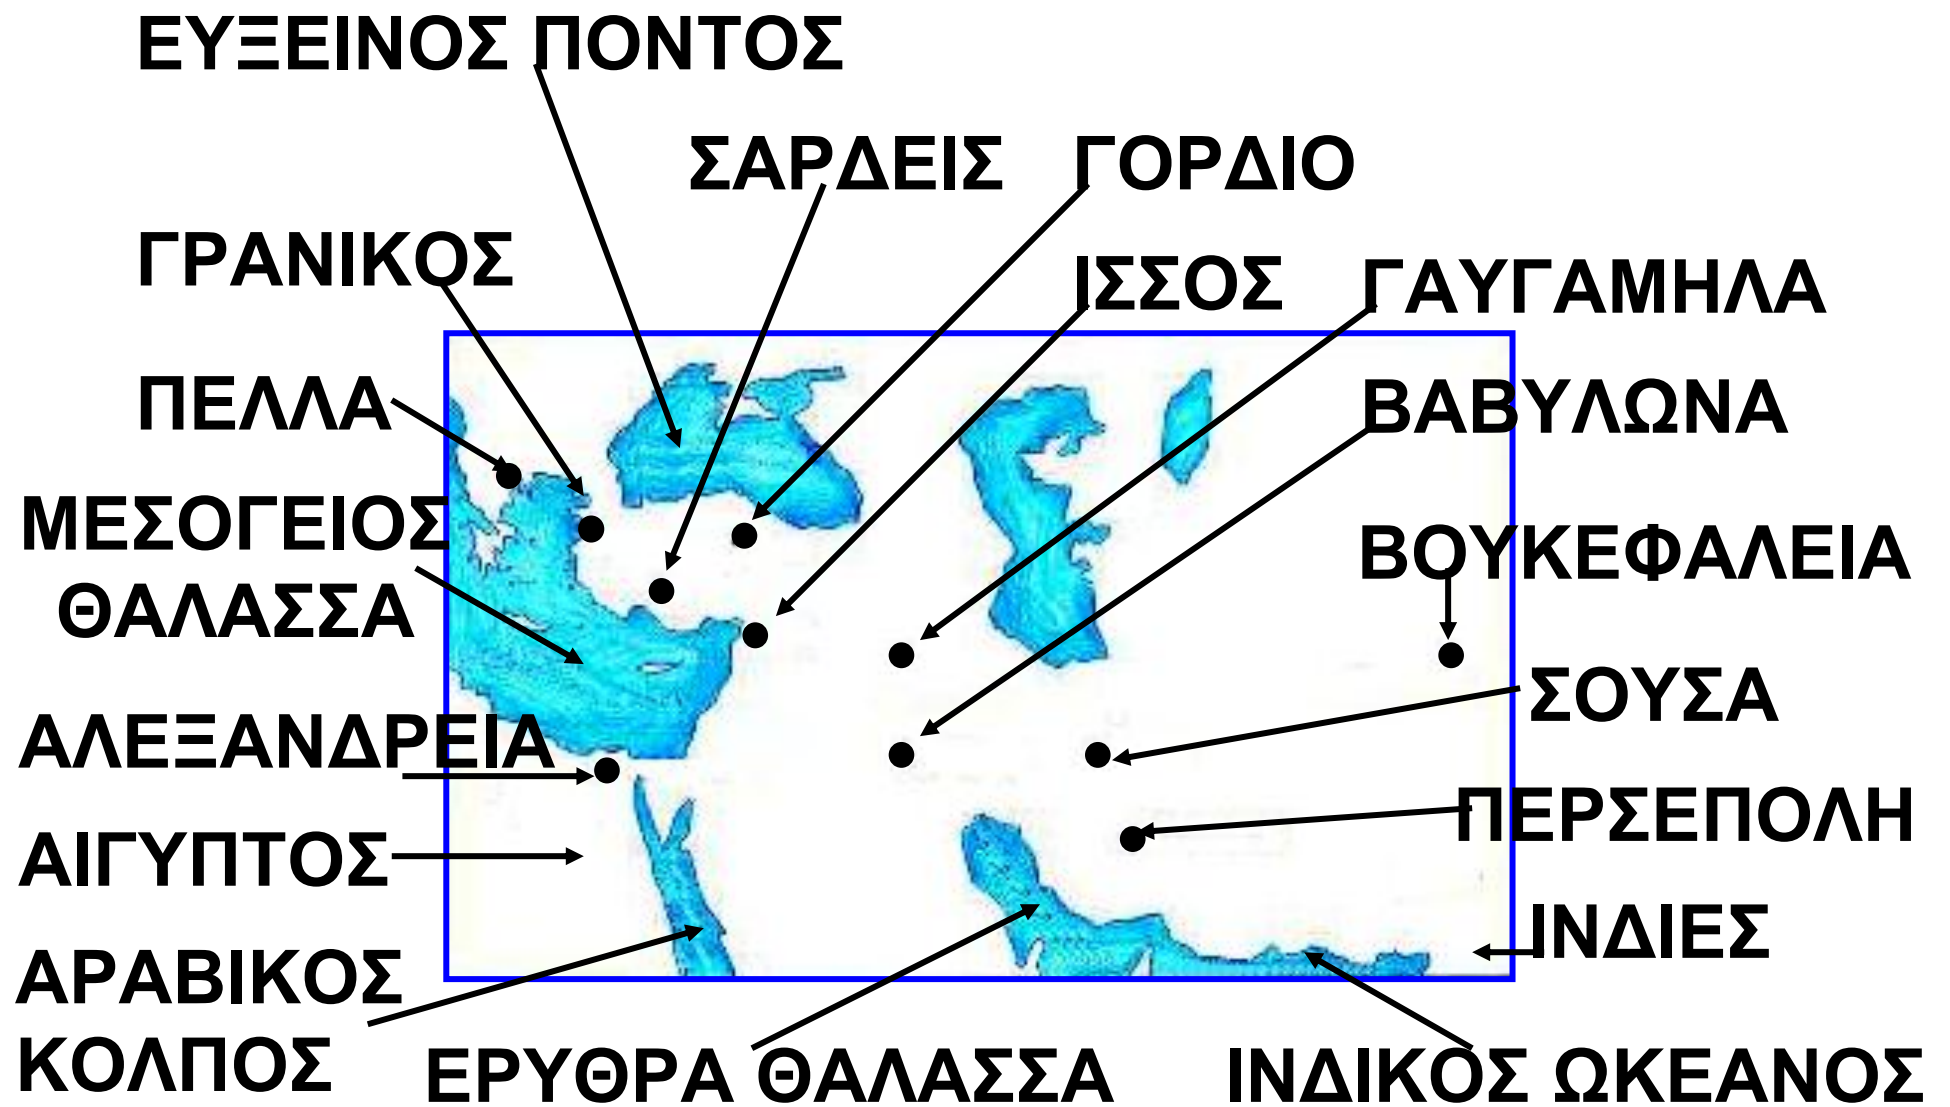 ΕΥΞΕΙΝΟΣ ΠΟΝΤΟΣ
ΣΑΡΔΕΙΣ
ΓΟΡΔΙΟ
ΓΡΑΝΙΚΟΣ
ΙΣΣΟΣ
ΓΑΥΓΑΜΗΛΑ
ΠΕΛΛΑ
ΒΑΒΥΛΩΝΑ
ΜΕΣΟΓΕΙΟΣ
ΘΑΛΑΣΣΑ
ΒΟΥΚΕΦΑΛΕΙΑ
ΣΟΥΣΑ
ΑΛΕΞΑΝΔΡΕΙΑ
ΠΕΡΣΕΠΟΛΗ
ΑΙΓΥΠΤΟΣ
ΙΝΔΙΕΣ
ΑΡΑΒΙΚΟΣ
ΚΟΛΠΟΣ
ΕΡΥΘΡΑ ΘΑΛΑΣΣΑ
ΙΝΔΙΚΟΣ ΩΚΕΑΝΟΣ